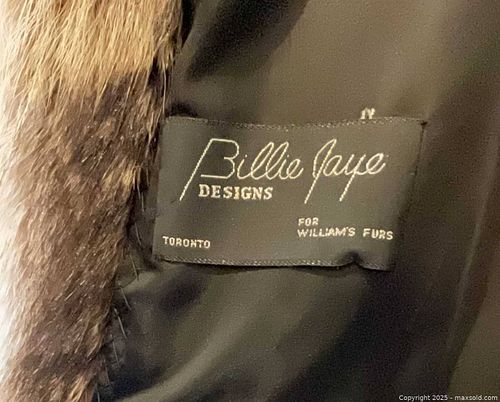 Billie Jaye
DESIGNS
FOR
WILLIAM'S FURS
TORONTO
Copyright © 2025 - maxsold.com